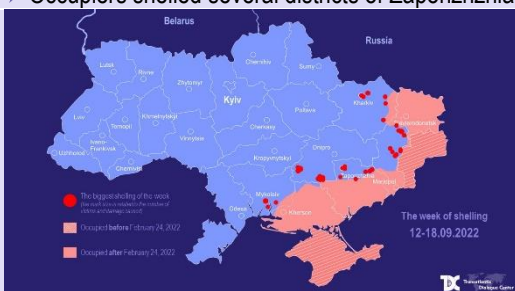 Occupiers shelled several districts of Zaporizhzhia
Belarus
Russia
Lutsk
Rivne
Chernihiv
Sumy
Zhytomyr
Kyiv
Kharkiv
Lviv
Ternopil
Khmelnytskyi
Poltava
Cherkasy
Ivano-
Frankivsk
Vinnytsia
Uzhhorod
Chernivtsi
Kropyvnytskyi
Dnipro
Mykolaiv
Odesa
Kherson
The biggest shelling of the week
Occupied before February 24, 2022
Occupied after February 24, 2022
The week of shelling
12-18.09.2022
Transatlantic
Dialogue Center